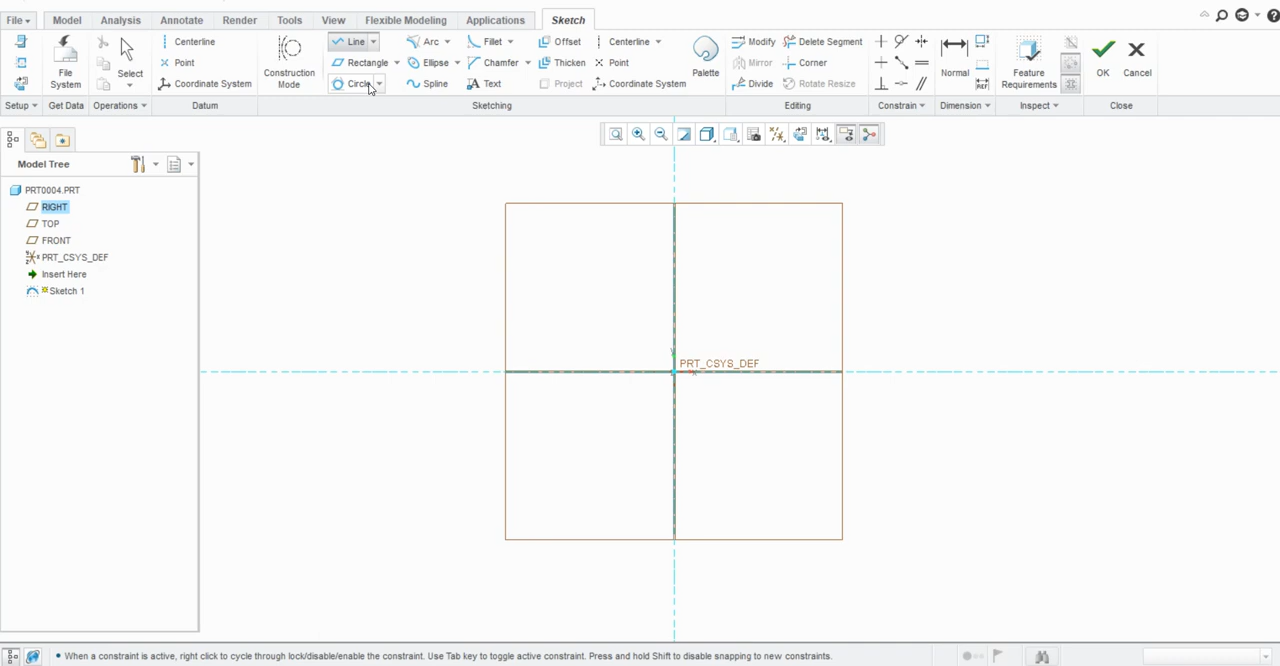 File Model Analysis Annotate Render Tools View Flexible Modeling Applications Sketch
Centerline Line Arc Fillet Offset Centerline Modify Delete Segment
Point Rectangle Ellipse Chamfer Thicken Point Mirror Corner
File System Select Coordinate System Construction Mode Circle Spline Text Project Coordinate System Palette Divide Rotate Resize Normal REF Feature Requirements OK Cancel
Setup Get Data Operations Datum Sketching Editing Constrain Dimension Inspect Close
Model Tree
PRT0004.PRT
RIGHT
TOP
FRONT
PRT_CSYS_DEF
Insert Here
Sketch 1
y
PRT_CSYS_DEF
x
• When a constraint is active, right click to cycle through lock/disable/enable the constraint. Use Tab key to toggle active constraint. Press and hold Shift to disable snapping to new constraints.